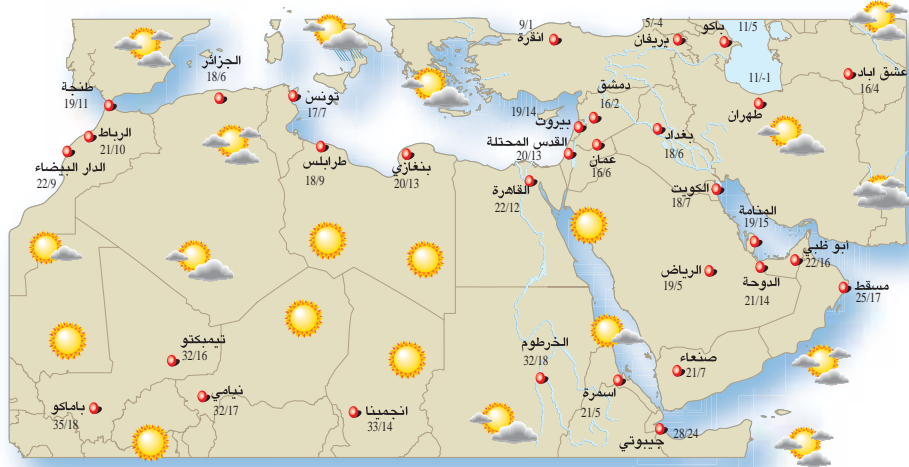 9/1
أنقرة
5/-4
يريفان
باكو
11/5
الجزائر
18/6
طنجة
19/11
تونس
17/7
دمشق
16/2
11/-1
طهران
عشق اباد
16/4
الرباط
21/10
الدار البيضاء
22/9
طرابلس
18/9
بنغازي
20/13
19/14
بيروت
القدس المحتلة
20/13
عمان
16/6
بغداد
18/6
القاهرة
22/12
الكويت
18/7
المنامة
19/15
أبو ظبي
22/16
الرياض
19/5
الدوحة
21/14
مسقط
25/17
تيمبكتو
32/16
الخرطوم
32/18
صنعاء
21/7
باماكو
35/18
نيامي
32/17
انجمينا
33/14
اسمرة
21/5
جيبوتي
28/24